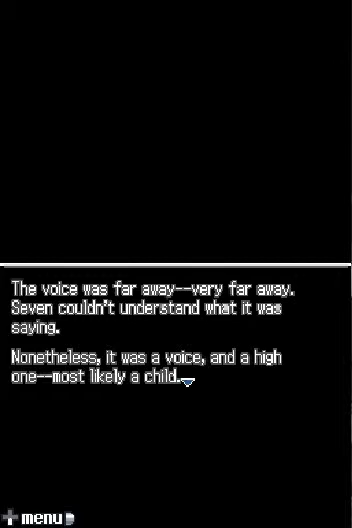 The voice was far away--very far away.
Seven couldn't understand what it was
saying.
Nonetheless, it was a voice, and a high
one--most likely a child.
menu